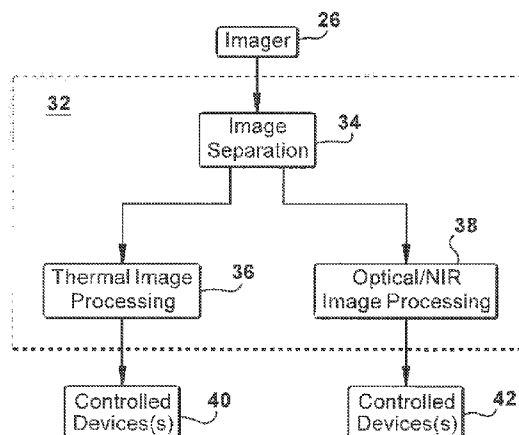 26
Imager
32
Image
Separation
34
38
Thermal Image
Processing
36
Optical/NIR
Image Processing
Controlled
Devices(s)
40
Controlled
Devices(s)
42